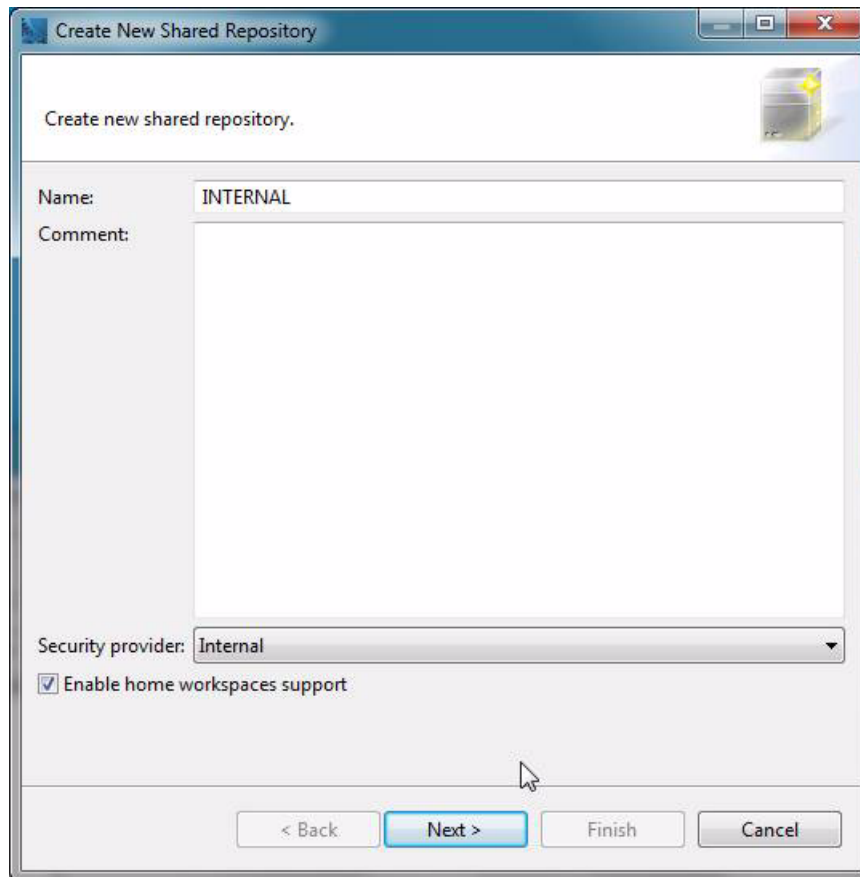 Create New Shared Repository
Create new shared repository.
Name: INTERNAL
Comment:
Security provider: Internal
Enable home workspaces support
< Back Next > Finish Cancel